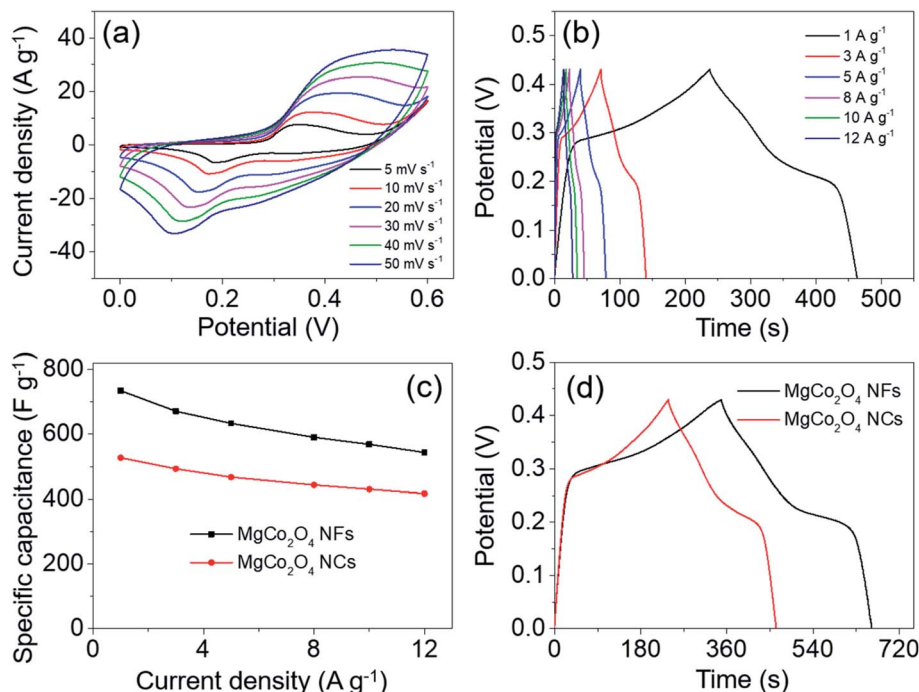 (a)
Current density (A g⁻¹)
40
20
0
-20
-40
5 mV s⁻¹
10 mV s⁻¹
20 mV s⁻¹
30 mV s⁻¹
40 mV s⁻¹
50 mV s⁻¹
0.0 0.2 0.4 0.6
Potential (V)
(b)
Potential (V)
0.5
0.4
0.3
0.2
0.1
0.0
1 A g⁻¹
3 A g⁻¹
5 A g⁻¹
8 A g⁻¹
10 A g⁻¹
12 A g⁻¹
0 100 200 300 400 500
Time (s)
(c)
Specific capacitance (F g⁻¹)
800
600
400
200
0
MgCo₂O₄ NFs
MgCo₂O₄ NCs
0 4 8 12
Current density (A g⁻¹)
(d)
Potential (V)
0.5
0.4
0.3
0.2
0.1
0.0
MgCo₂O₄ NFs
MgCo₂O₄ NCs
0 180 360 540 720
Time (s)